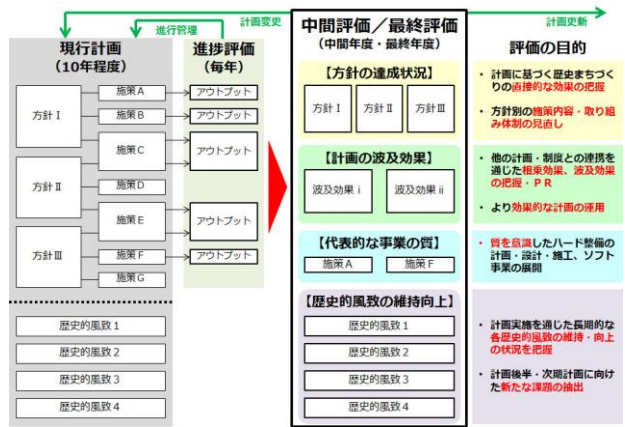 計画変更
計画更新
進行管理
現行計画
(10年程度)
進捗評価
(毎年)
中間評価／最終評価
(中間年度・最終年度)
評価の目的
方針Ⅰ
方針Ⅱ
方針Ⅲ
施策A
施策B
施策C
施策D
施策E
施策F
施策G
アウトプット
アウトプット
アウトプット
アウトプット
アウトプット
歴史的風致1
歴史的風致2
歴史的風致3
歴史的風致4
【方針の達成状況】
方針Ⅰ
方針Ⅱ
方針Ⅲ
【計画の波及効果】
波及効果ⅰ
波及効果ⅱ
【代表的な事業の質】
施策A
施策F
【歴史的風致の維持向上】
歴史的風致1
歴史的風致2
歴史的風致3
歴史的風致4
・ 計画に基づく歴史まちづく
りの直接的な効果の把握
・ 方針別の施策内容・取り組
み体制の見直し
・ 他の計画・制度との連携を
通じた相乗効果、波及効果
の把握・PR
・ より効果的な計画の運用
・ 質を意識したハード整備の
計画・設計・施工、ソフト
事業の展開
・ 計画実施を通じた長期的な
各歴史的風致の維持・向上
の状況を把握
・ 計画後半・次期計画に向け
た新たな課題の抽出